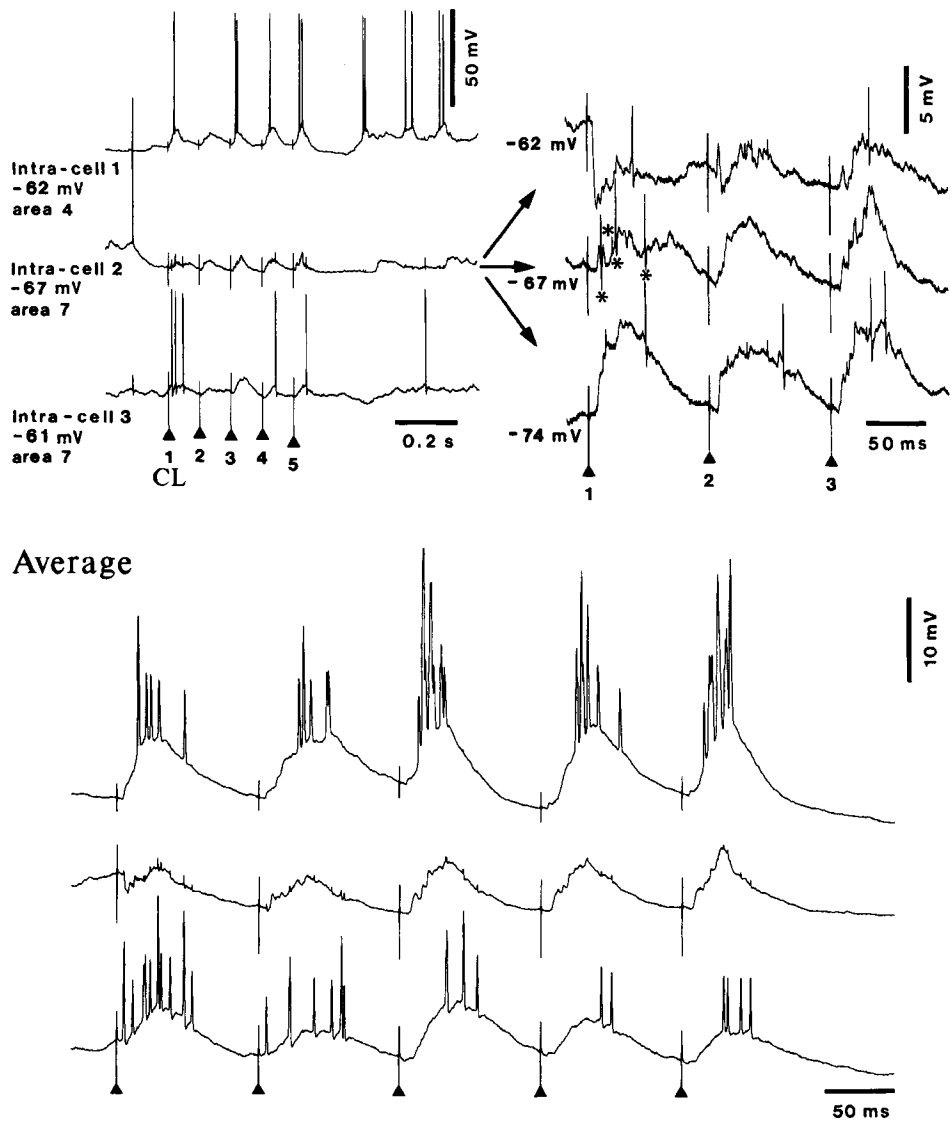 50 mV
Intra-cell 1
-62 mV
area 4
Intra-cell 2
-67 mV
area 7
Intra-cell 3
-61 mV
area 7
1 2 3 4 5
CL
0.2 s
5 mV
-62 mV
*
*
*
*
-67 mV
-74 mV
50 ms
1 2 3
Average
10 mV
50 ms